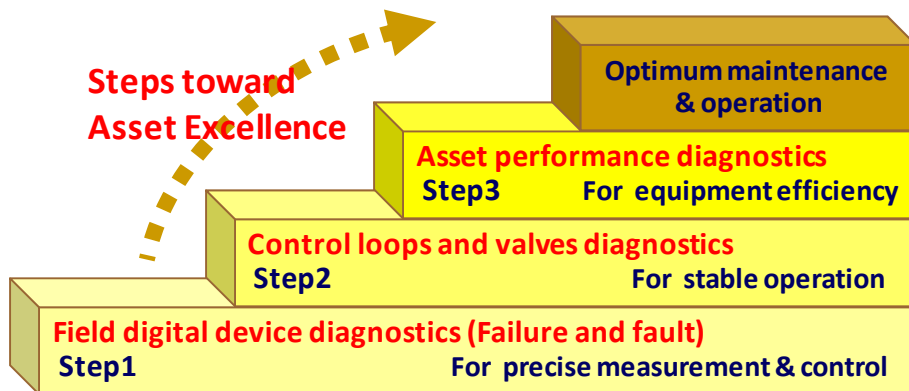 Steps toward
Asset Excellence
Optimum maintenance
& operation
Asset performance diagnostics
Step3 For equipment efficiency
Control loops and valves diagnostics
Step2 For stable operation
Field digital device diagnostics (Failure and fault)
Step1 For precise measurement & control